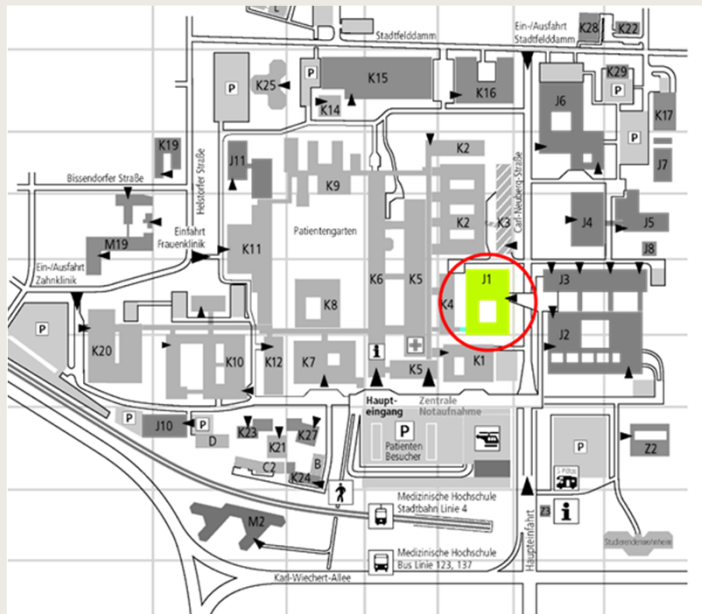 Stadtfelddamm
Ein-/Ausfahrt
Stadtfelddamm
K28
K22
K25
P
P
K15
K14
K16
J6
K29
P
P
K17
K19
J11
K2
J7
Bissendorfer Straße
Helstorfer Straße
K9
K2
K3
Carl-Neuberg-Straße
J4
J5
J8
Patientengarten
M19
Einfahrt
Frauenklinik
K11
K6
K5
Ein-/Ausfahrt
Zahnklinik
K8
K4
J1
J3
J2
P
K20
K10
K12
K7
i
K5
K1
Haupt-
eingang
Zentrale
Notaufnahme
P
J10
P
D
K23
K21
K27
C2
B
K24
P
Patienten
Besucher
P
Z2
M2
Medizinische Hochschule
Stadtbahn Linie 4
Haupteinfahrt
Z3
i
Studierendenwohnheim
Medizinische Hochschule
Bus Linie 123, 137
Karl-Wiechert-Allee